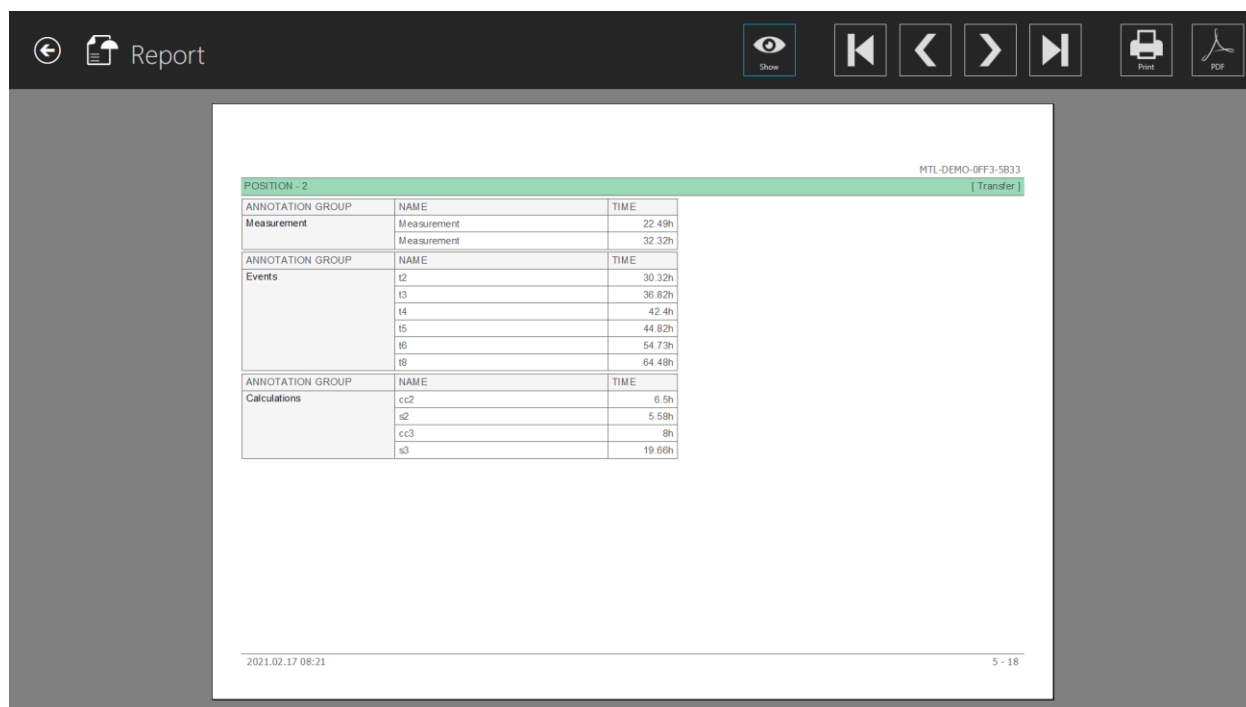 Report
Show
Print
PDF
MTL-DEMO-0FF3-5B33
POSITION - 2 [ Transfer ]
ANNOTATION GROUP NAME TIME
Measurement Measurement 22.49h
Measurement 32.32h
ANNOTATION GROUP NAME TIME
Events t2 30.32h
t3 36.82h
t4 42.4h
t5 44.82h
t6 54.73h
t8 64.48h
ANNOTATION GROUP NAME TIME
Calculations cc2 6.5h
s2 5.58h
cc3 8h
s3 19.66h
2021.02.17 08:21 5 - 18